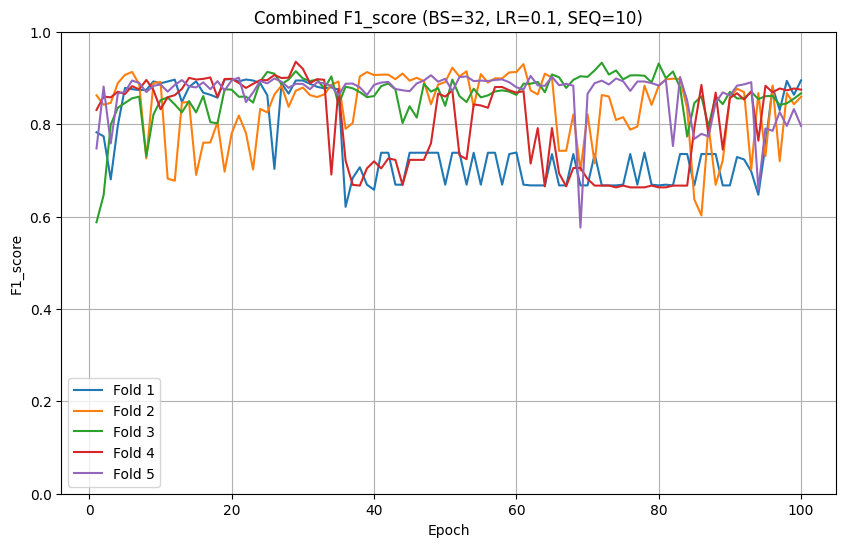 Combined F1_score (BS=32, LR=0.1, SEQ=10)
1.0
0.8
0.6
0.4
0.2
0.0
F1_score
Fold 1
Fold 2
Fold 3
Fold 4
Fold 5
0 20 40 60 80 100
Epoch